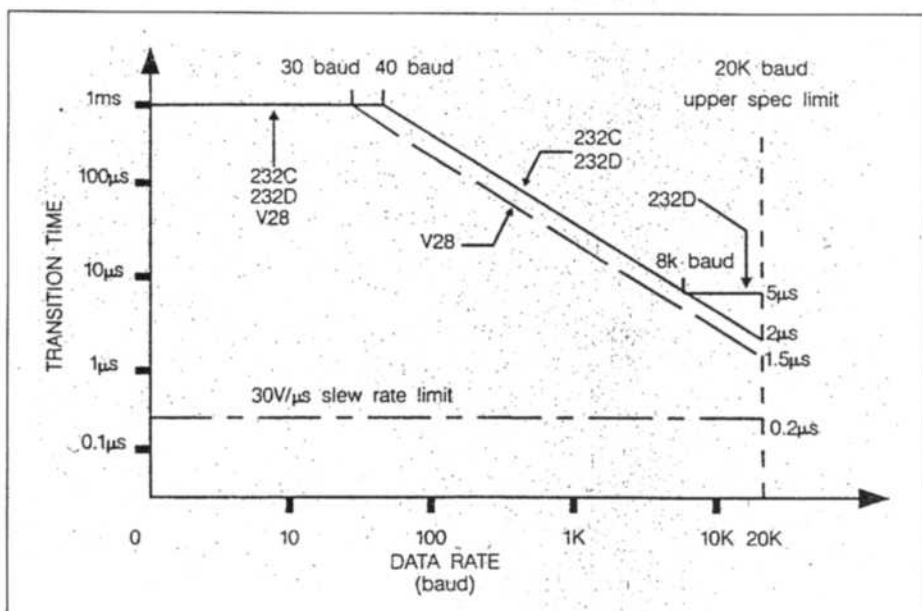 30 baud 40 baud
20K baud
upper spec limit
1ms
232C
232D
232C
232D
V28
100µs
232D
V28
8k baud
10µs
5µs
TRANSITION TIME
2µs
1µs
1.5µs
30V/µs slew rate limit
0.2µs
0.1µs
0 10 100 1K 10K 20K
DATA RATE
(baud)